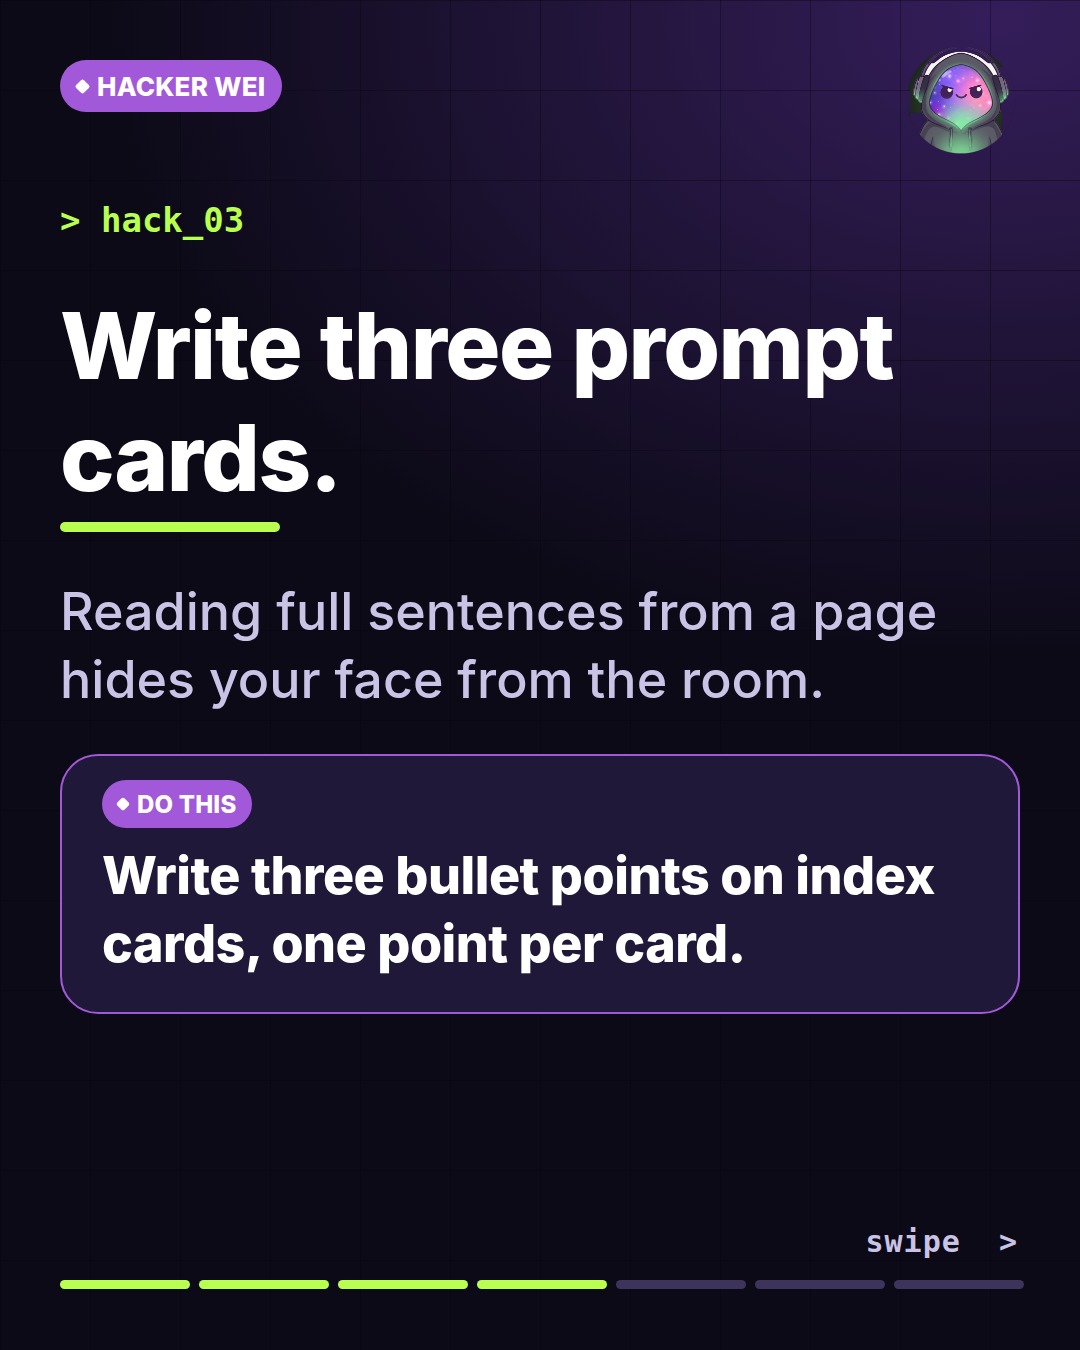 HACKER WEI
> hack_03
Write three prompt
cards.
Reading full sentences from a page
hides your face from the room.
DO THIS
Write three bullet points on index
cards, one point per card.
swipe >